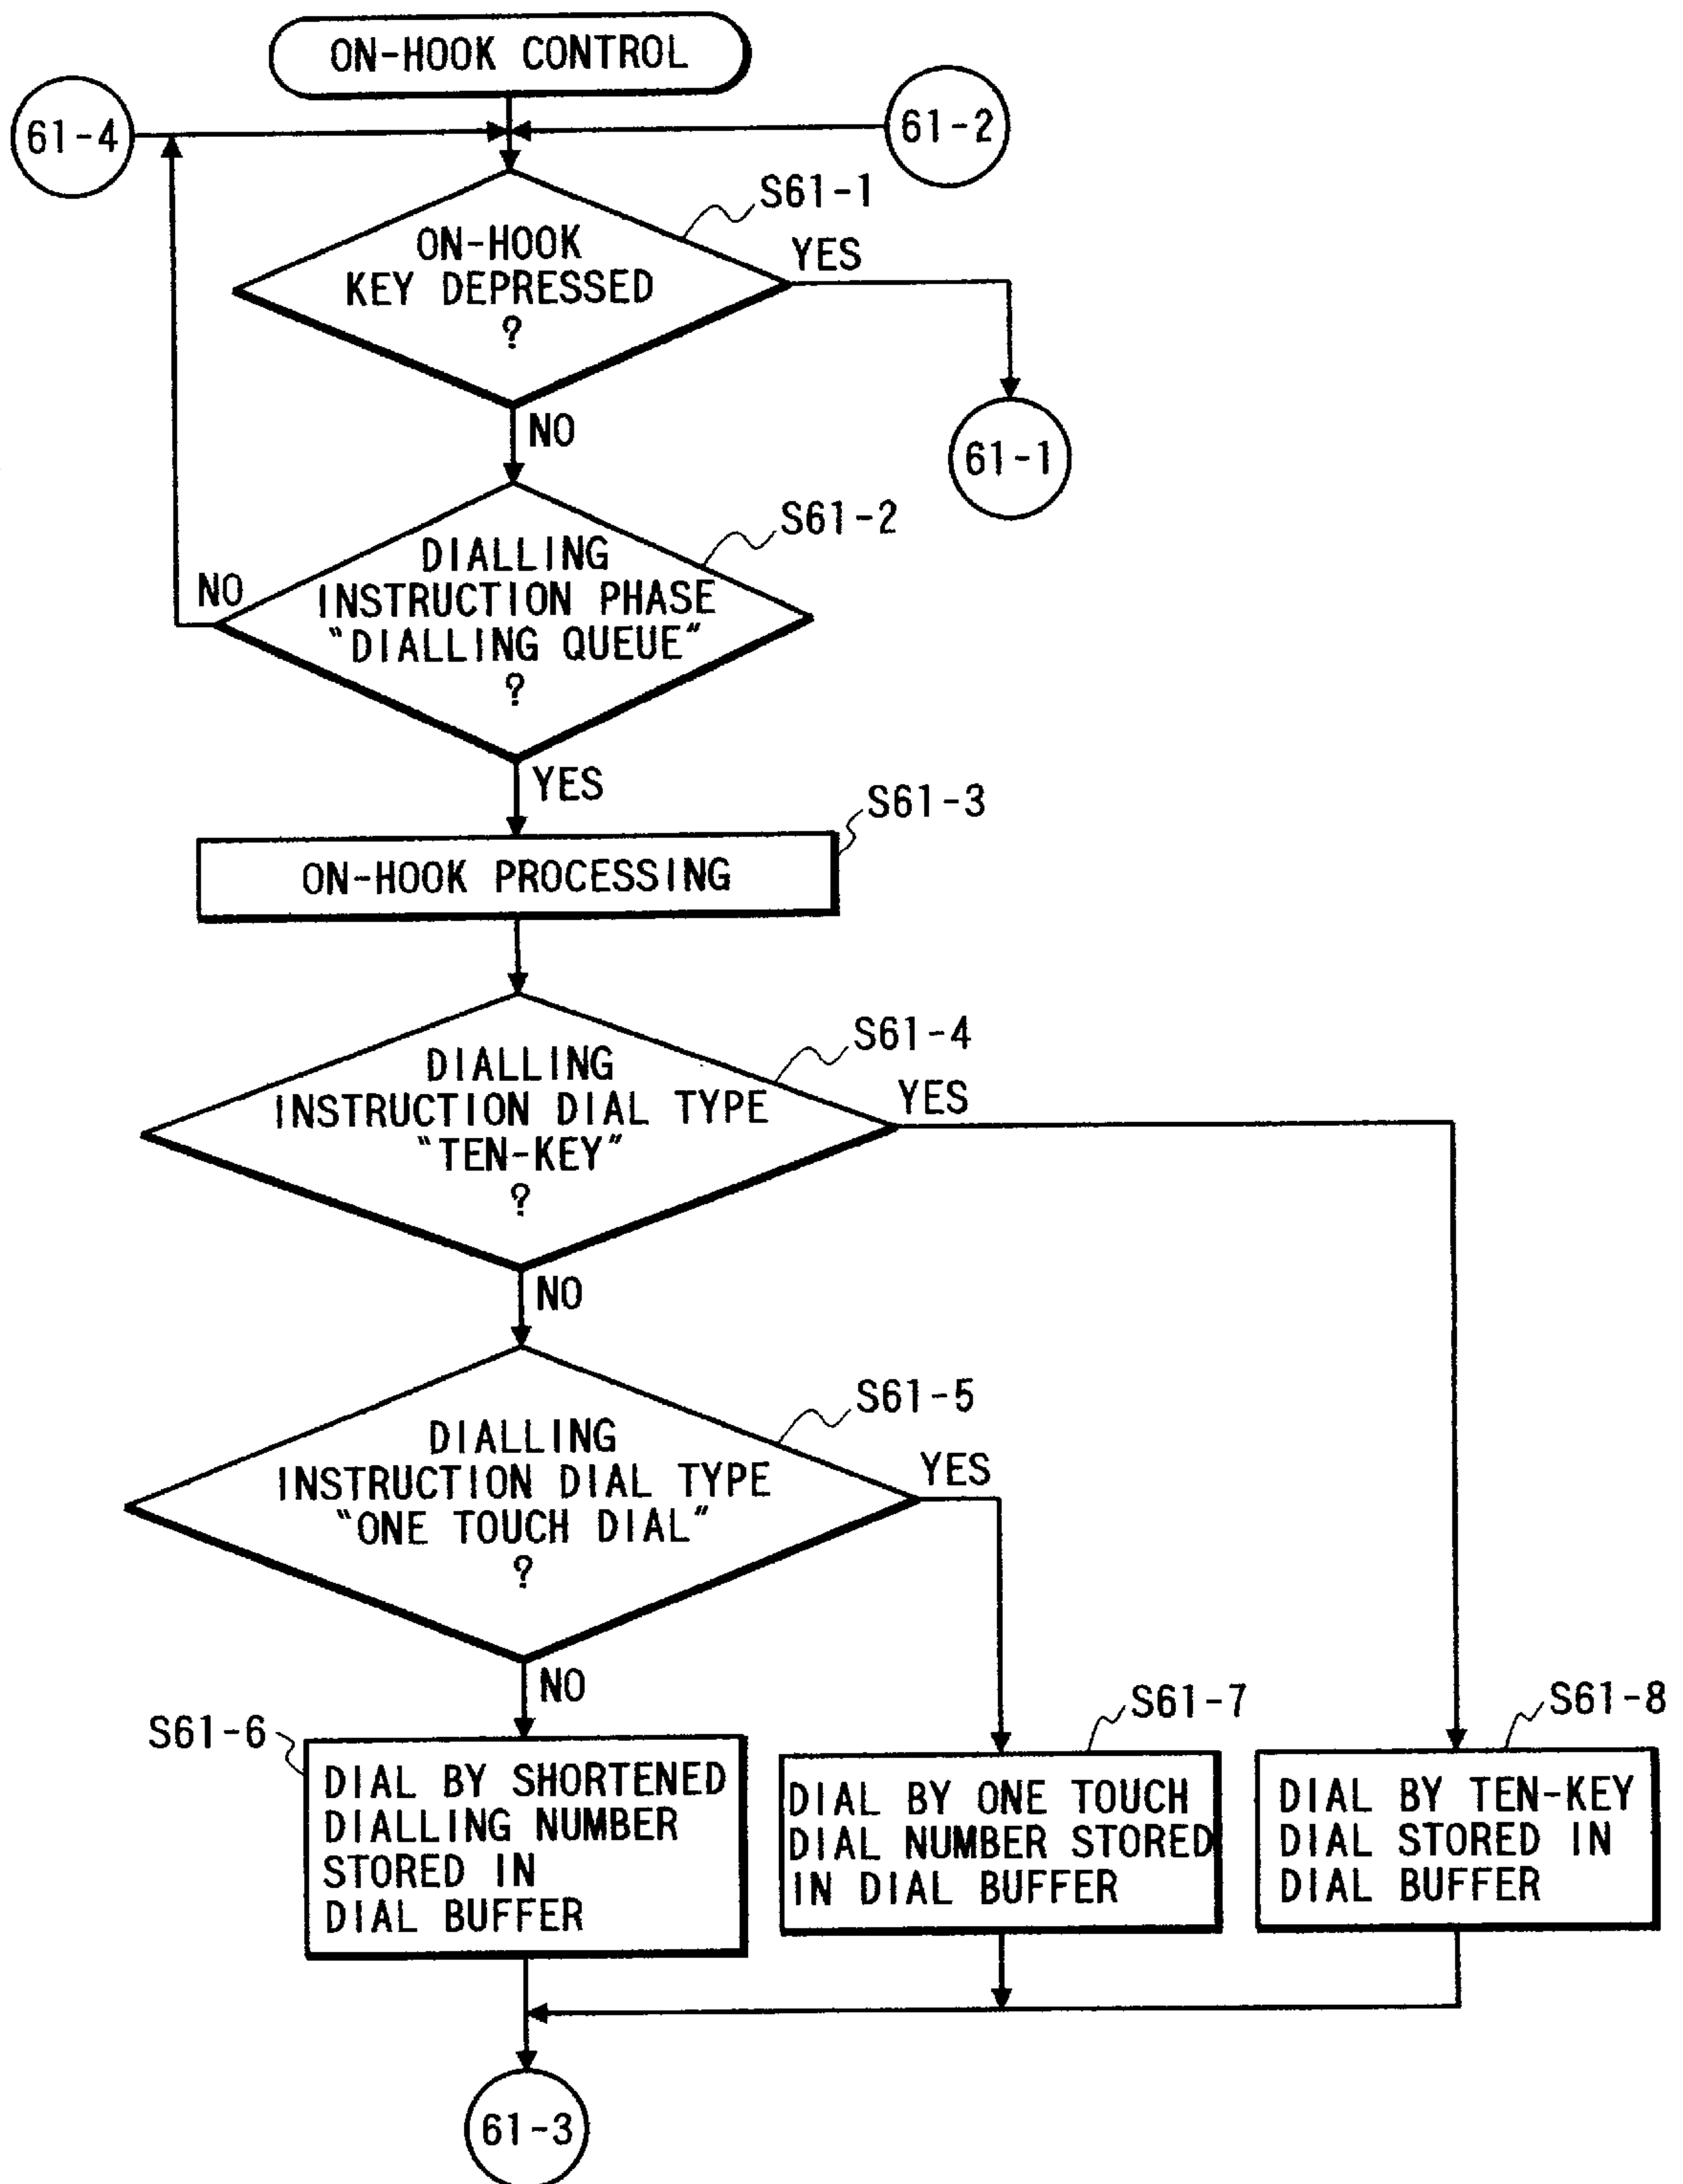 ON-HOOK CONTROL
61-4
61-2
S61-1
ON-HOOK
KEY DEPRESSED
?
YES
NO
61-1
S61-2
DIALLING
INSTRUCTION PHASE
"DIALLING QUEUE"
?
NO
YES
S61-3
ON-HOOK PROCESSING
S61-4
DIALLING
INSTRUCTION DIAL TYPE
"TEN-KEY"
?
YES
NO
S61-5
DIALLING
INSTRUCTION DIAL TYPE
"ONE TOUCH DIAL"
?
YES
NO
S61-6
DIAL BY SHORTENED
DIALLING NUMBER
STORED IN
DIAL BUFFER
S61-7
DIAL BY ONE TOUCH
DIAL NUMBER STORED
IN DIAL BUFFER
S61-8
DIAL BY TEN-KEY
DIAL STORED IN
DIAL BUFFER
61-3